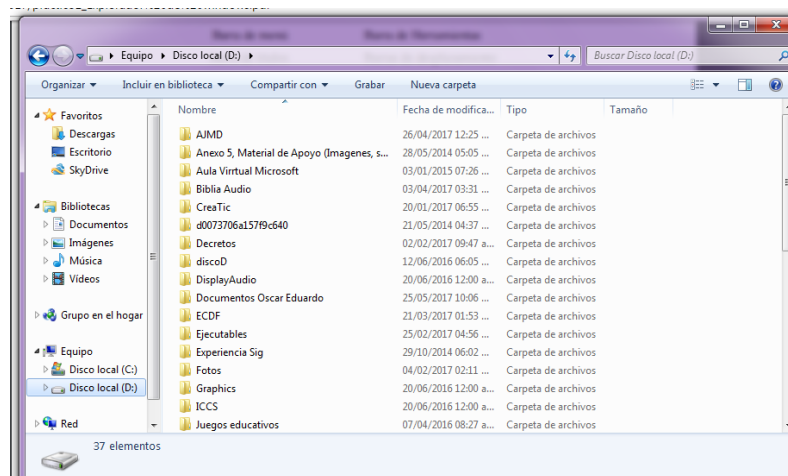 Equipo Disco local (D:) Buscar Disco local (D:)
Organizar Incluir en biblioteca Compartir con Grabar Nueva carpeta
Favoritos
Descargas
Escritorio
SkyDrive
Bibliotecas
Documentos
Imágenes
Música
Vídeos
Grupo en el hogar
Equipo
Disco local (C:)
Disco local (D:)
Red
Nombre Fecha de modifica... Tipo Tamaño
AJMD 26/04/2017 12:25 ... Carpeta de archivos
Anexo 5, Material de Apoyo (Imagenes, s... 28/05/2014 05:05 ... Carpeta de archivos
Aula Virrtual Microsoft 03/01/2015 07:26 ... Carpeta de archivos
Biblia Audio 03/04/2017 03:31 ... Carpeta de archivos
CreaTic 20/01/2017 06:55 ... Carpeta de archivos
d0073706a157f9c640 21/05/2014 04:37 ... Carpeta de archivos
Decretos 02/02/2017 09:47 a... Carpeta de archivos
discoD 12/06/2016 06:05 ... Carpeta de archivos
DisplayAudio 20/06/2016 12:00 a... Carpeta de archivos
Documentos Oscar Eduardo 25/05/2017 10:06 ... Carpeta de archivos
ECDF 21/03/2017 01:53 ... Carpeta de archivos
Ejecutables 25/02/2017 04:56 ... Carpeta de archivos
Experiencia Sig 29/10/2014 06:02 ... Carpeta de archivos
Fotos 04/02/2017 02:11 ... Carpeta de archivos
Graphics 20/06/2016 12:00 a... Carpeta de archivos
ICCS 20/06/2016 12:00 a... Carpeta de archivos
Juegos educativos 07/04/2016 08:27 a... Carpeta de archivos
37 elementos